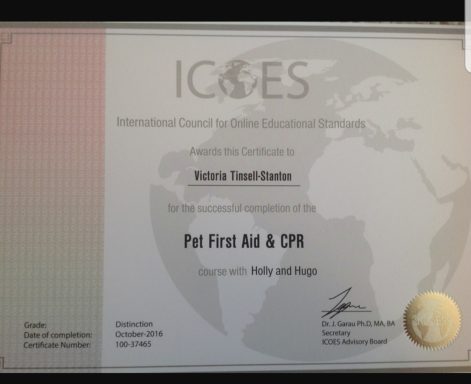 ICOES
International Council for Online Educational Standards
Awards this Certificate to
Victoria Tinsell-Stanton
for the successful completion of the
Pet First Aid & CPR
course with Holly and Hugo
Grade: Distinction
Date of completion: October-2016
Certificate Number: 100-37465
Dr. J. Garau Ph.D, MA, BA
Secretary
ICOES Advisory Board